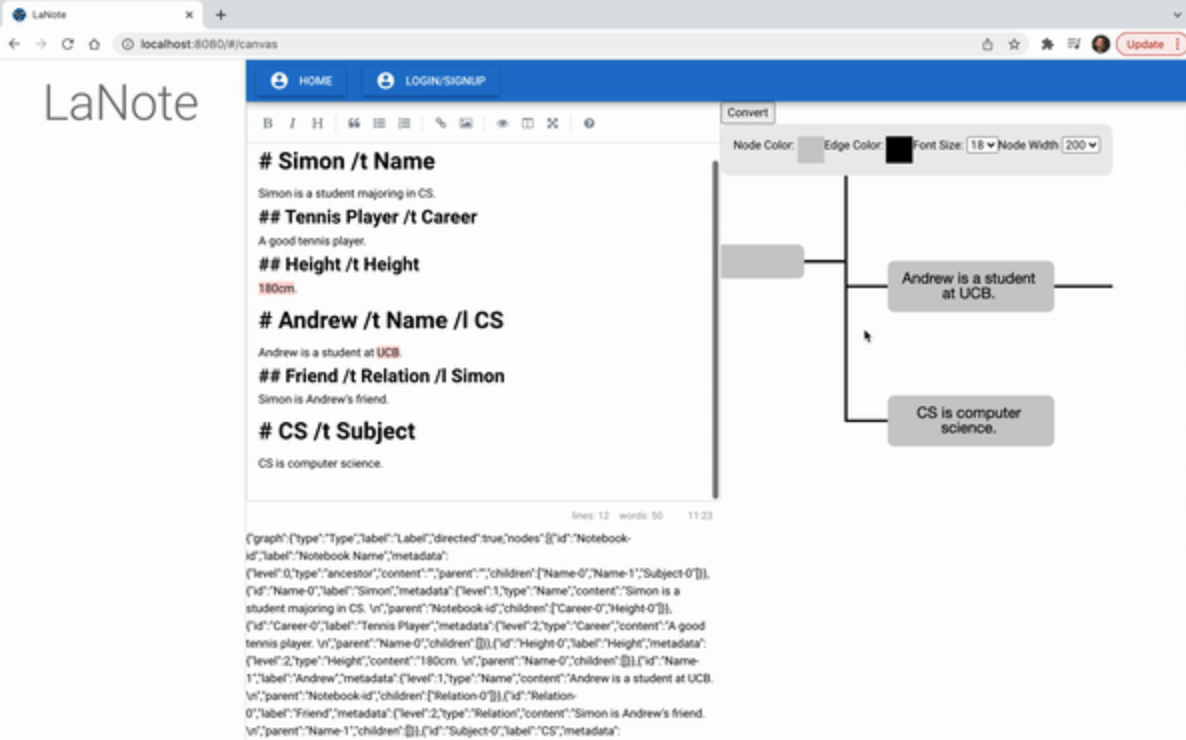 LaNote
localhost:8080/#/canvas
Update
LaNote
HOME
LOGIN/SIGNUP
B I H
# Simon /t Name
Simon is a student majoring in CS.
## Tennis Player /t Career
A good tennis player.
## Height /t Height
180cm.
# Andrew /t Name /l CS
Andrew is a student at UCB.
## Friend /t Relation /l Simon
Simon is Andrew's friend.
# CS /t Subject
CS is computer science.
lines: 12 words: 50 11:23
{"graph":{"type":"Type","label":"Label","directed":true,"nodes":[{"id":"Notebook-
id","label":"Notebook Name","metadata":
{"level":0,"type":"ancestor","content":"","parent":"","children":["Name-0","Name-1","Subject-0"]}},
{"id":"Name-0","label":"Simon","metadata":{"level":1,"type":"Name","content":"Simon is a
student majoring in CS. \n","parent":"Notebook-id","children":["Career-0","Height-0"]}},
{"id":"Career-0","label":"Tennis Player","metadata":{"level":2,"type":"Career","content":"A good
tennis player. \n","parent":"Name-0","children":[]}},{"id":"Height-0","label":"Height","metadata":
{"level":2,"type":"Height","content":"180cm. \n","parent":"Name-0","children":[]}},{"id":"Name-
1","label":"Andrew","metadata":{"level":1,"type":"Name","content":"Andrew is a student at UCB.
\n","parent":"Notebook-id","children":["Relation-0"]}},{"id":"Relation-
0","label":"Friend","metadata":{"level":2,"type":"Relation","content":"Simon is Andrew's friend.
\n","parent":"Name-1","children":[]}},{"id":"Subject-0","label":"CS","metadata":
Convert
Node Color: Edge Color: Font Size: 18 Node Width 200
Andrew is a student
at UCB.
CS is computer
science.